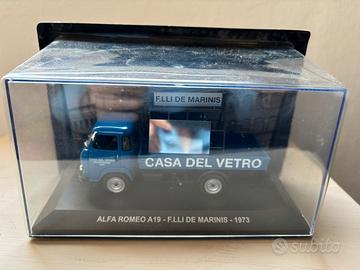 F.LLI DE MARINIS
CASA DEL VETRO
ALFA ROMEO A19 - F.LLI DE MARINIS - 1973
subito